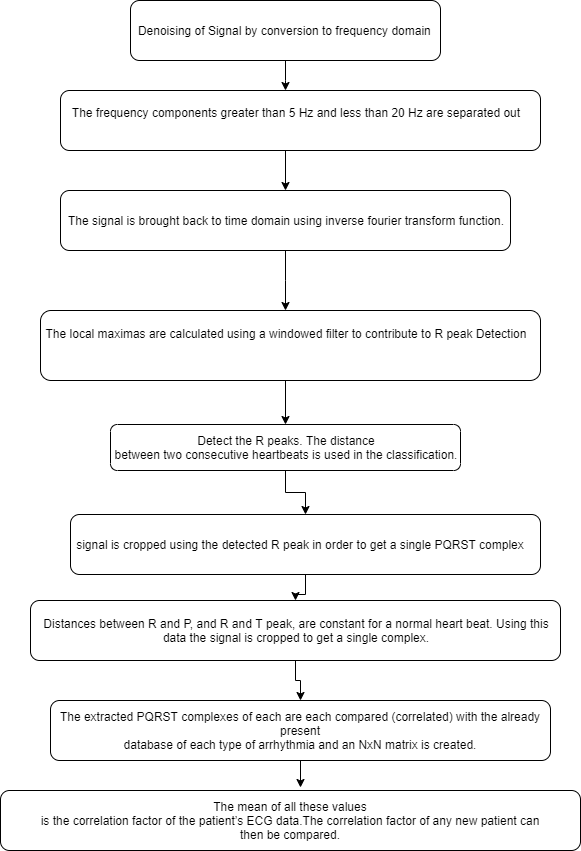 Denoising of Signal by conversion to frequency domain
The frequency components greater than 5 Hz and less than 20 Hz are separated out
The signal is brought back to time domain using inverse fourier transform function.
The local maximas are calculated using a windowed filter to contribute to R peak Detection
Detect the R peaks. The distance
between two consecutive heartbeats is used in the classification.
signal is cropped using the detected R peak in order to get a single PQRST complex
Distances between R and P, and R and T peak, are constant for a normal heart beat. Using this
data the signal is cropped to get a single complex.
The extracted PQRST complexes of each are each compared (correlated) with the already
present
database of each type of arrhythmia and an NxN matrix is created.
The mean of all these values
is the correlation factor of the patient's ECG data.The correlation factor of any new patient can
then be compared.